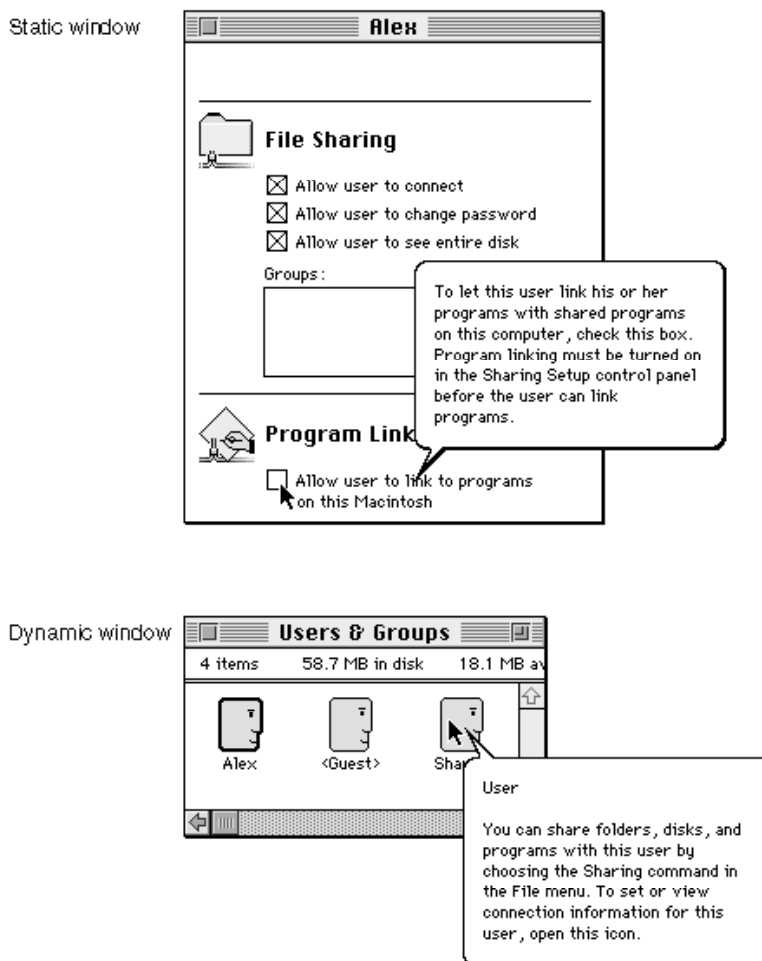 Static window
Alex
File Sharing
Allow user to connect
Allow user to change password
Allow user to see entire disk
Groups:
To let this user link his or her
programs with shared programs
on this computer, check this box.
Program linking must be turned on
in the Sharing Setup control panel
before the user can link
programs.
Program Link
Allow user to link to programs
on this Macintosh
Dynamic window
Users & Groups
4 items 58.7 MB in disk 18.1 MB
Alex <Guest>
User
You can share folders, disks, and
programs with this user by
choosing the Sharing command in
the File menu. To set or view
connection information for this
user, open this icon.